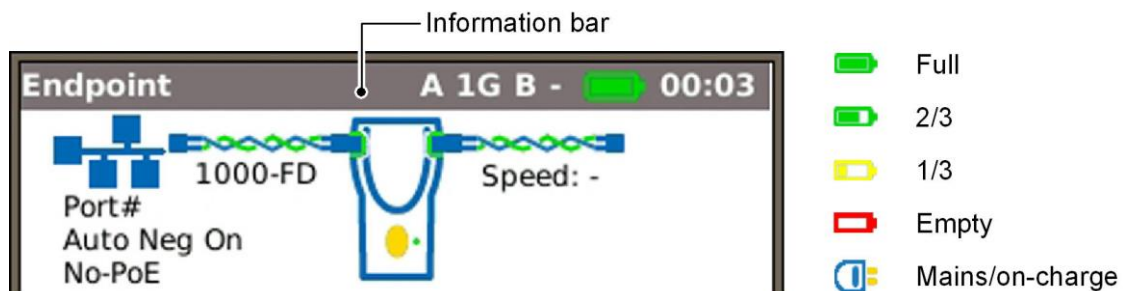 Information bar
Endpoint A 1G B - 00:03
1000-FD Speed: -
Port#
Auto Neg On
No-PoE
Full
2/3
1/3
Empty
Mains/on-charge